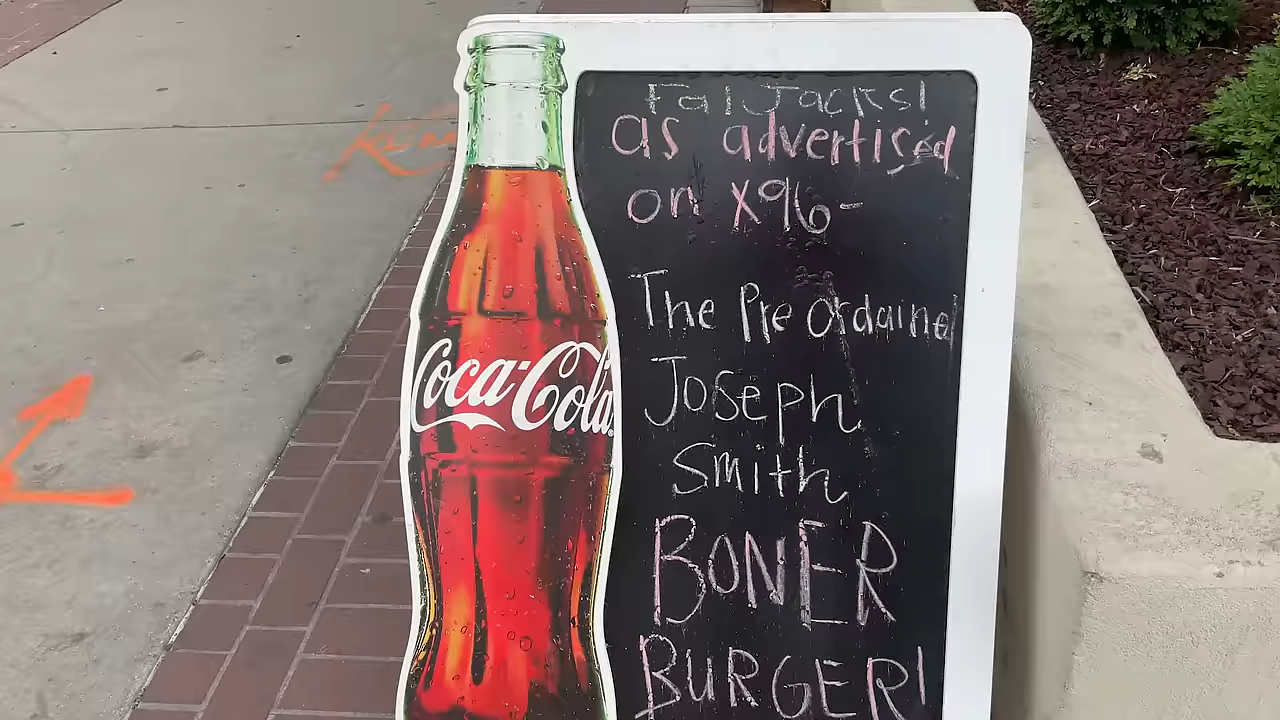 Fat Jacks!
as advertised
on X96-
The Pre Ordained
Joseph
Smith
BONER
BURGER!
Coca-Cola